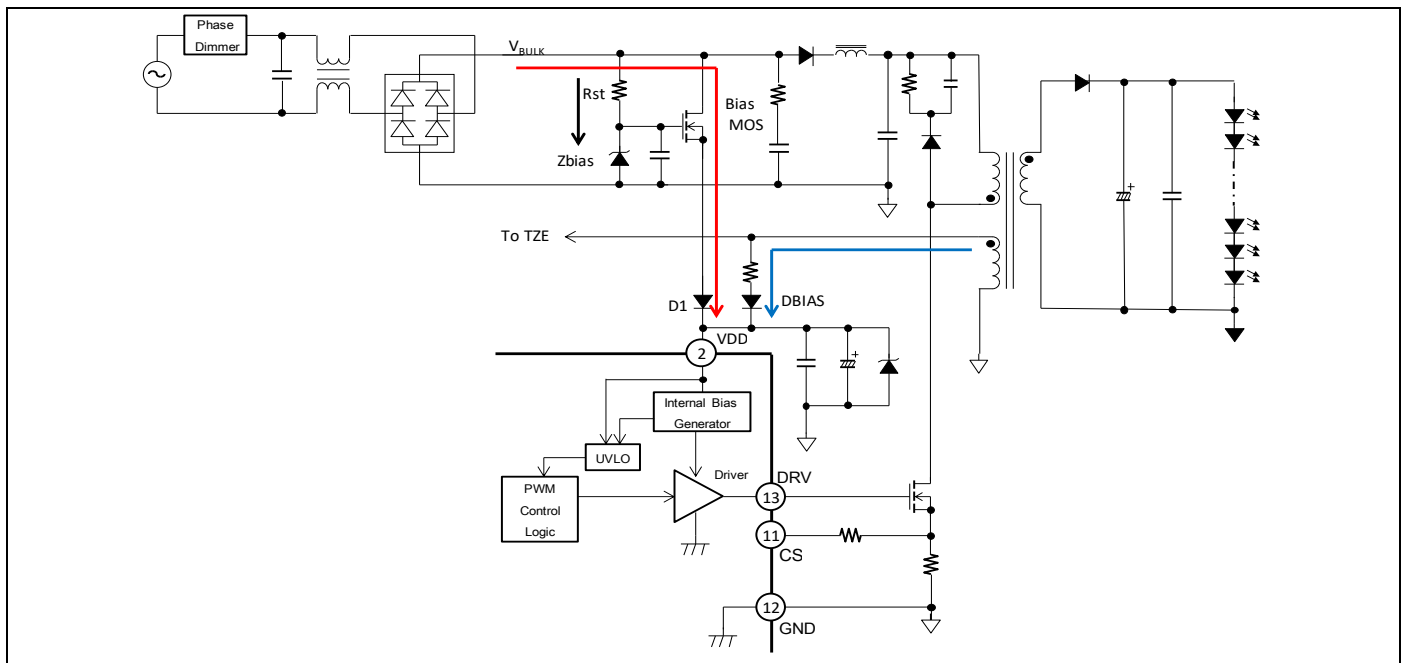 Phase
Dimmer
VBULK
Rst
Bias
MOS
Zbias
+
To TZE
D1
DBIAS
VDD
2
+
Internal Bias
Generator
UVLO
Driver
DRV
PWM
Control
Logic
13
11
CS
12
GND